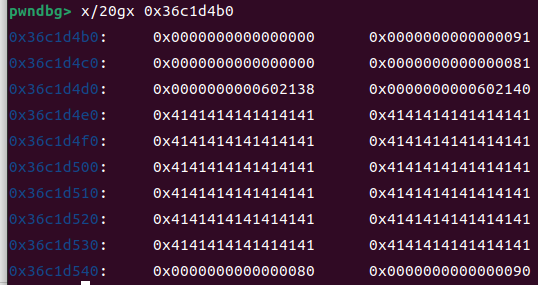 pwndbg> x/20gx 0x36c1d4b0
0x36c1d4b0: 0x0000000000000000 0x0000000000000091
0x36c1d4c0: 0x0000000000000000 0x0000000000000081
0x36c1d4d0: 0x0000000000602138 0x0000000000602140
0x36c1d4e0: 0x4141414141414141 0x4141414141414141
0x36c1d4f0: 0x4141414141414141 0x4141414141414141
0x36c1d500: 0x4141414141414141 0x4141414141414141
0x36c1d510: 0x4141414141414141 0x4141414141414141
0x36c1d520: 0x4141414141414141 0x4141414141414141
0x36c1d530: 0x4141414141414141 0x4141414141414141
0x36c1d540: 0x0000000000000080 0x0000000000000090